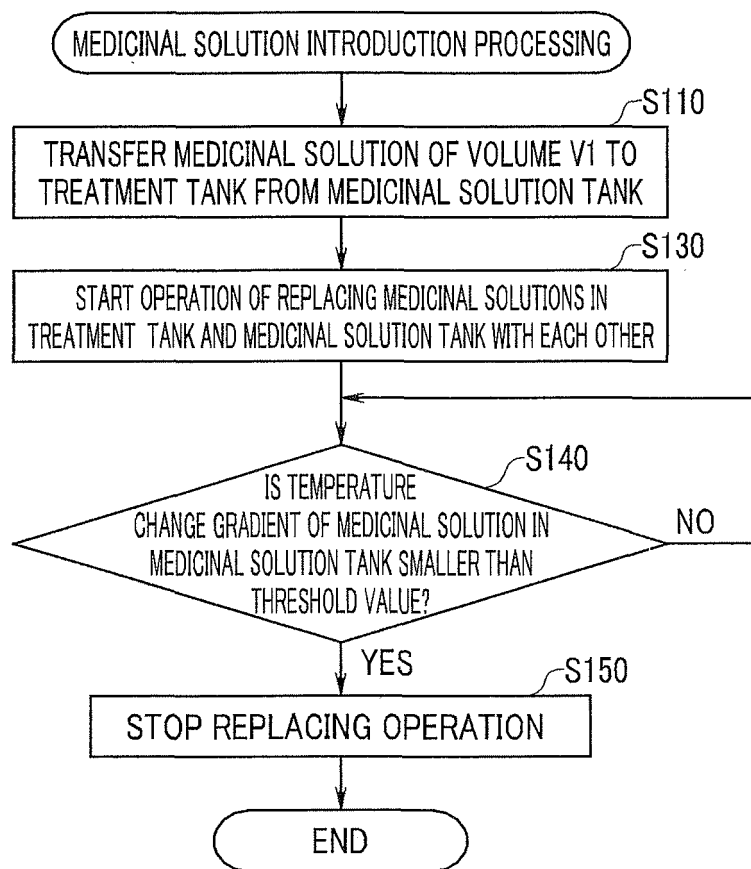 MEDICINAL SOLUTION INTRODUCTION PROCESSING
S110
TRANSFER MEDICINAL SOLUTION OF VOLUME V1 TO
TREATMENT TANK FROM MEDICINAL SOLUTION TANK
S130
START OPERATION OF REPLACING MEDICINAL SOLUTIONS IN
TREATMENT TANK AND MEDICINAL SOLUTION TANK WITH EACH OTHER
S140
IS TEMPERATURE
CHANGE GRADIENT OF MEDICINAL SOLUTION IN
MEDICINAL SOLUTION TANK SMALLER THAN
THRESHOLD VALUE?
NO
YES
S150
STOP REPLACING OPERATION
END